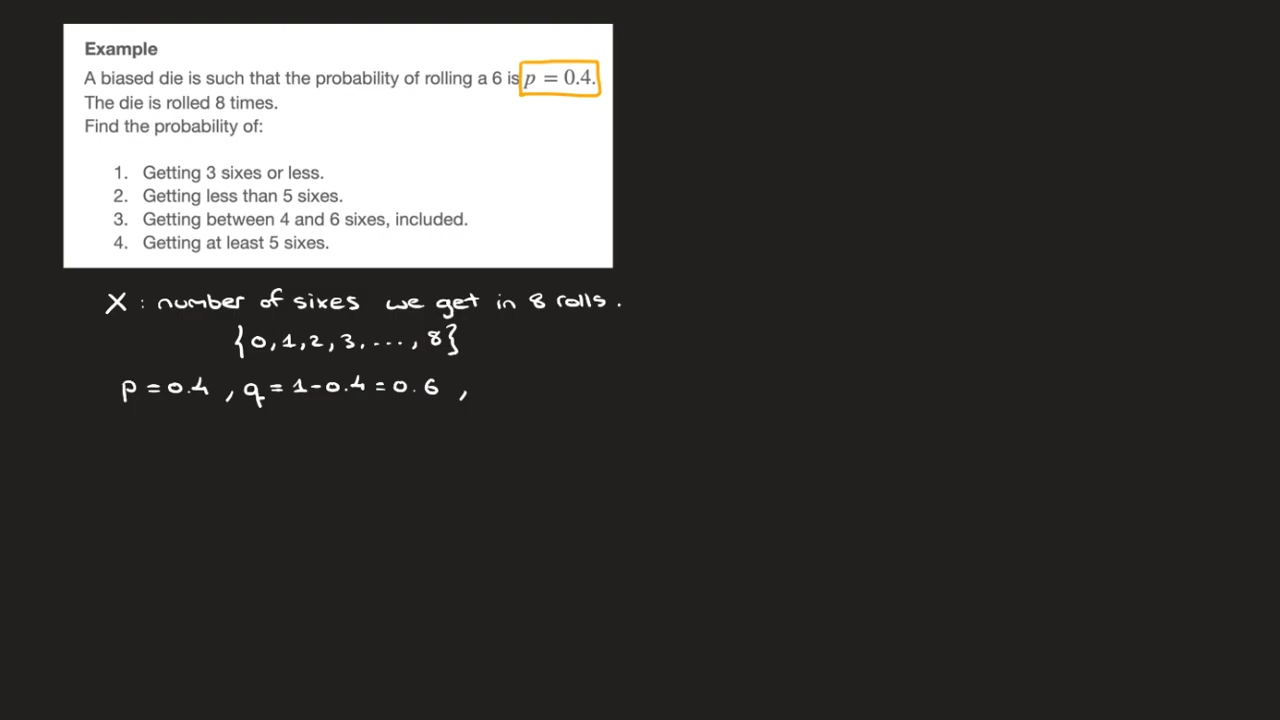 Example
A biased die is such that the probability of rolling a 6 is p = 0.4.
The die is rolled 8 times.
Find the probability of:
1. Getting 3 sixes or less.
2. Getting less than 5 sixes.
3. Getting between 4 and 6 sixes, included.
4. Getting at least 5 sixes.
X : number of sixes we get in 8 rolls.
{0,1,2,3,...,8}
p = 0.4 , q = 1-0.4 = 0.6 ,